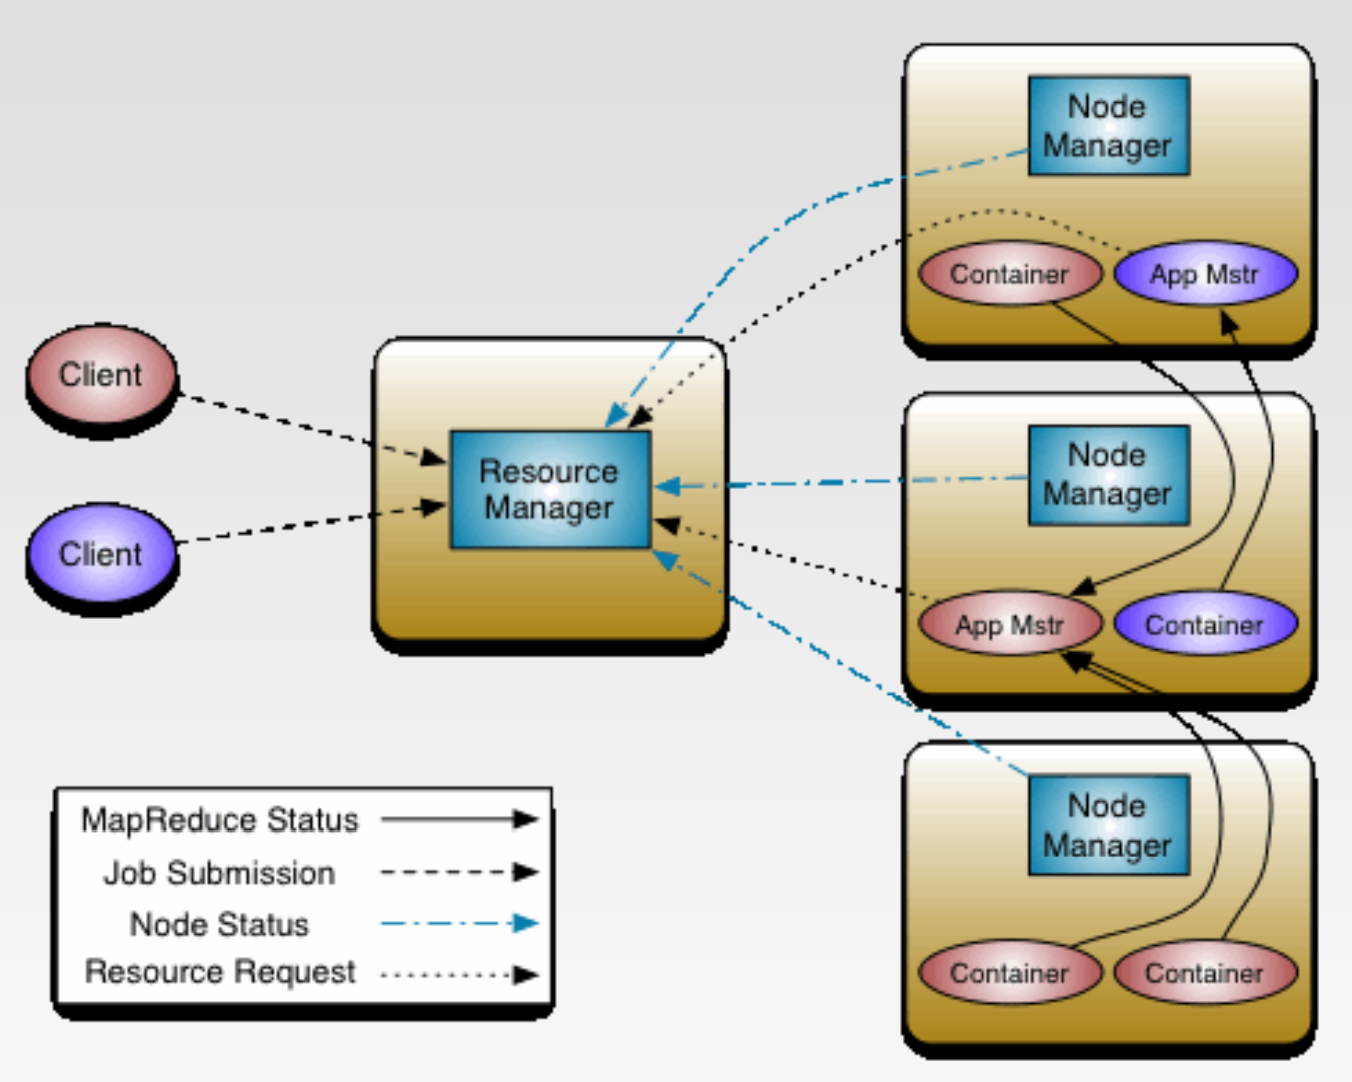 Node
Manager
Container
App Mstr
Client
Resource
Manager
Node
Manager
Client
App Mstr
Container
MapReduce Status
Job Submission
Node Status
Resource Request
Node
Manager
Container
Container